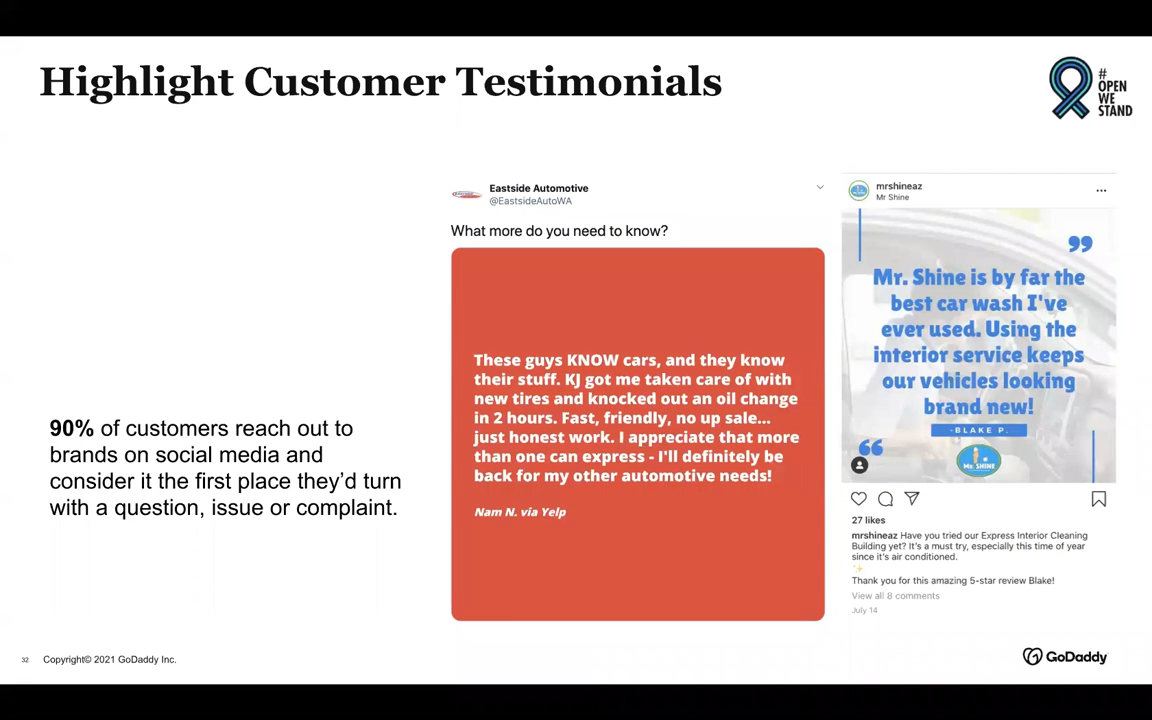 Highlight Customer Testimonials
#
OPEN
WE
STAND
90% of customers reach out to
brands on social media and
consider it the first place they’d turn
with a question, issue or complaint.
Eastside Automotive
@EastsideAutoWA
What more do you need to know?
These guys KNOW cars, and they know
their stuff. KJ got me taken care of with
new tires and knocked out an oil change
in 2 hours. Fast, friendly, no up sale...
just honest work. I appreciate that more
than one can express - I'll definitely be
back for my other automotive needs!
Nam N. via Yelp
mrshineaz
Mr Shine
...
”
Mr. Shine is by far the
best car wash I've
ever used. Using the
interior service keeps
our vehicles looking
brand new!
-BLAKE P.
“
MR. SHINE
27 likes
mrshineaz Have you tried our Express Interior Cleaning
Building yet? It's a must try, especially this time of year
since it's air conditioned.
✨
Thank you for this amazing 5-star review Blake!
View all 8 comments
July 14
32 Copyright© 2021 GoDaddy Inc.
GoDaddy